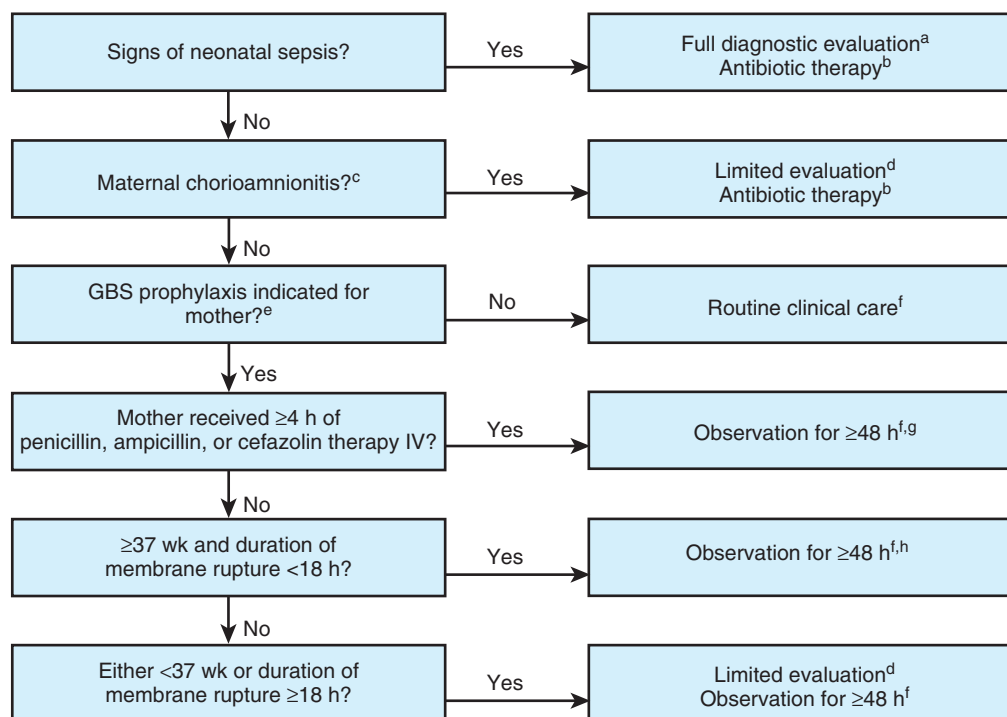 Signs of neonatal sepsis?
Yes
Full diagnostic evaluationᵃ
Antibiotic therapyᵇ
No
Maternal chorioamnionitis?ᶜ
Yes
Limited evaluationᵈ
Antibiotic therapyᵇ
No
GBS prophylaxis indicated for
mother?ᵉ
No
Routine clinical careᶠ
Yes
Mother received ≥4 h of
penicillin, ampicillin, or cefazolin therapy IV?
Yes
Observation for ≥48 hᶠ,ᵍ
No
≥37 wk and duration of
membrane rupture <18 h?
Yes
Observation for ≥48 hᶠ,ʰ
No
Either <37 wk or duration of
membrane rupture ≥18 h?
Yes
Limited evaluationᵈ
Observation for ≥48 hᶠ